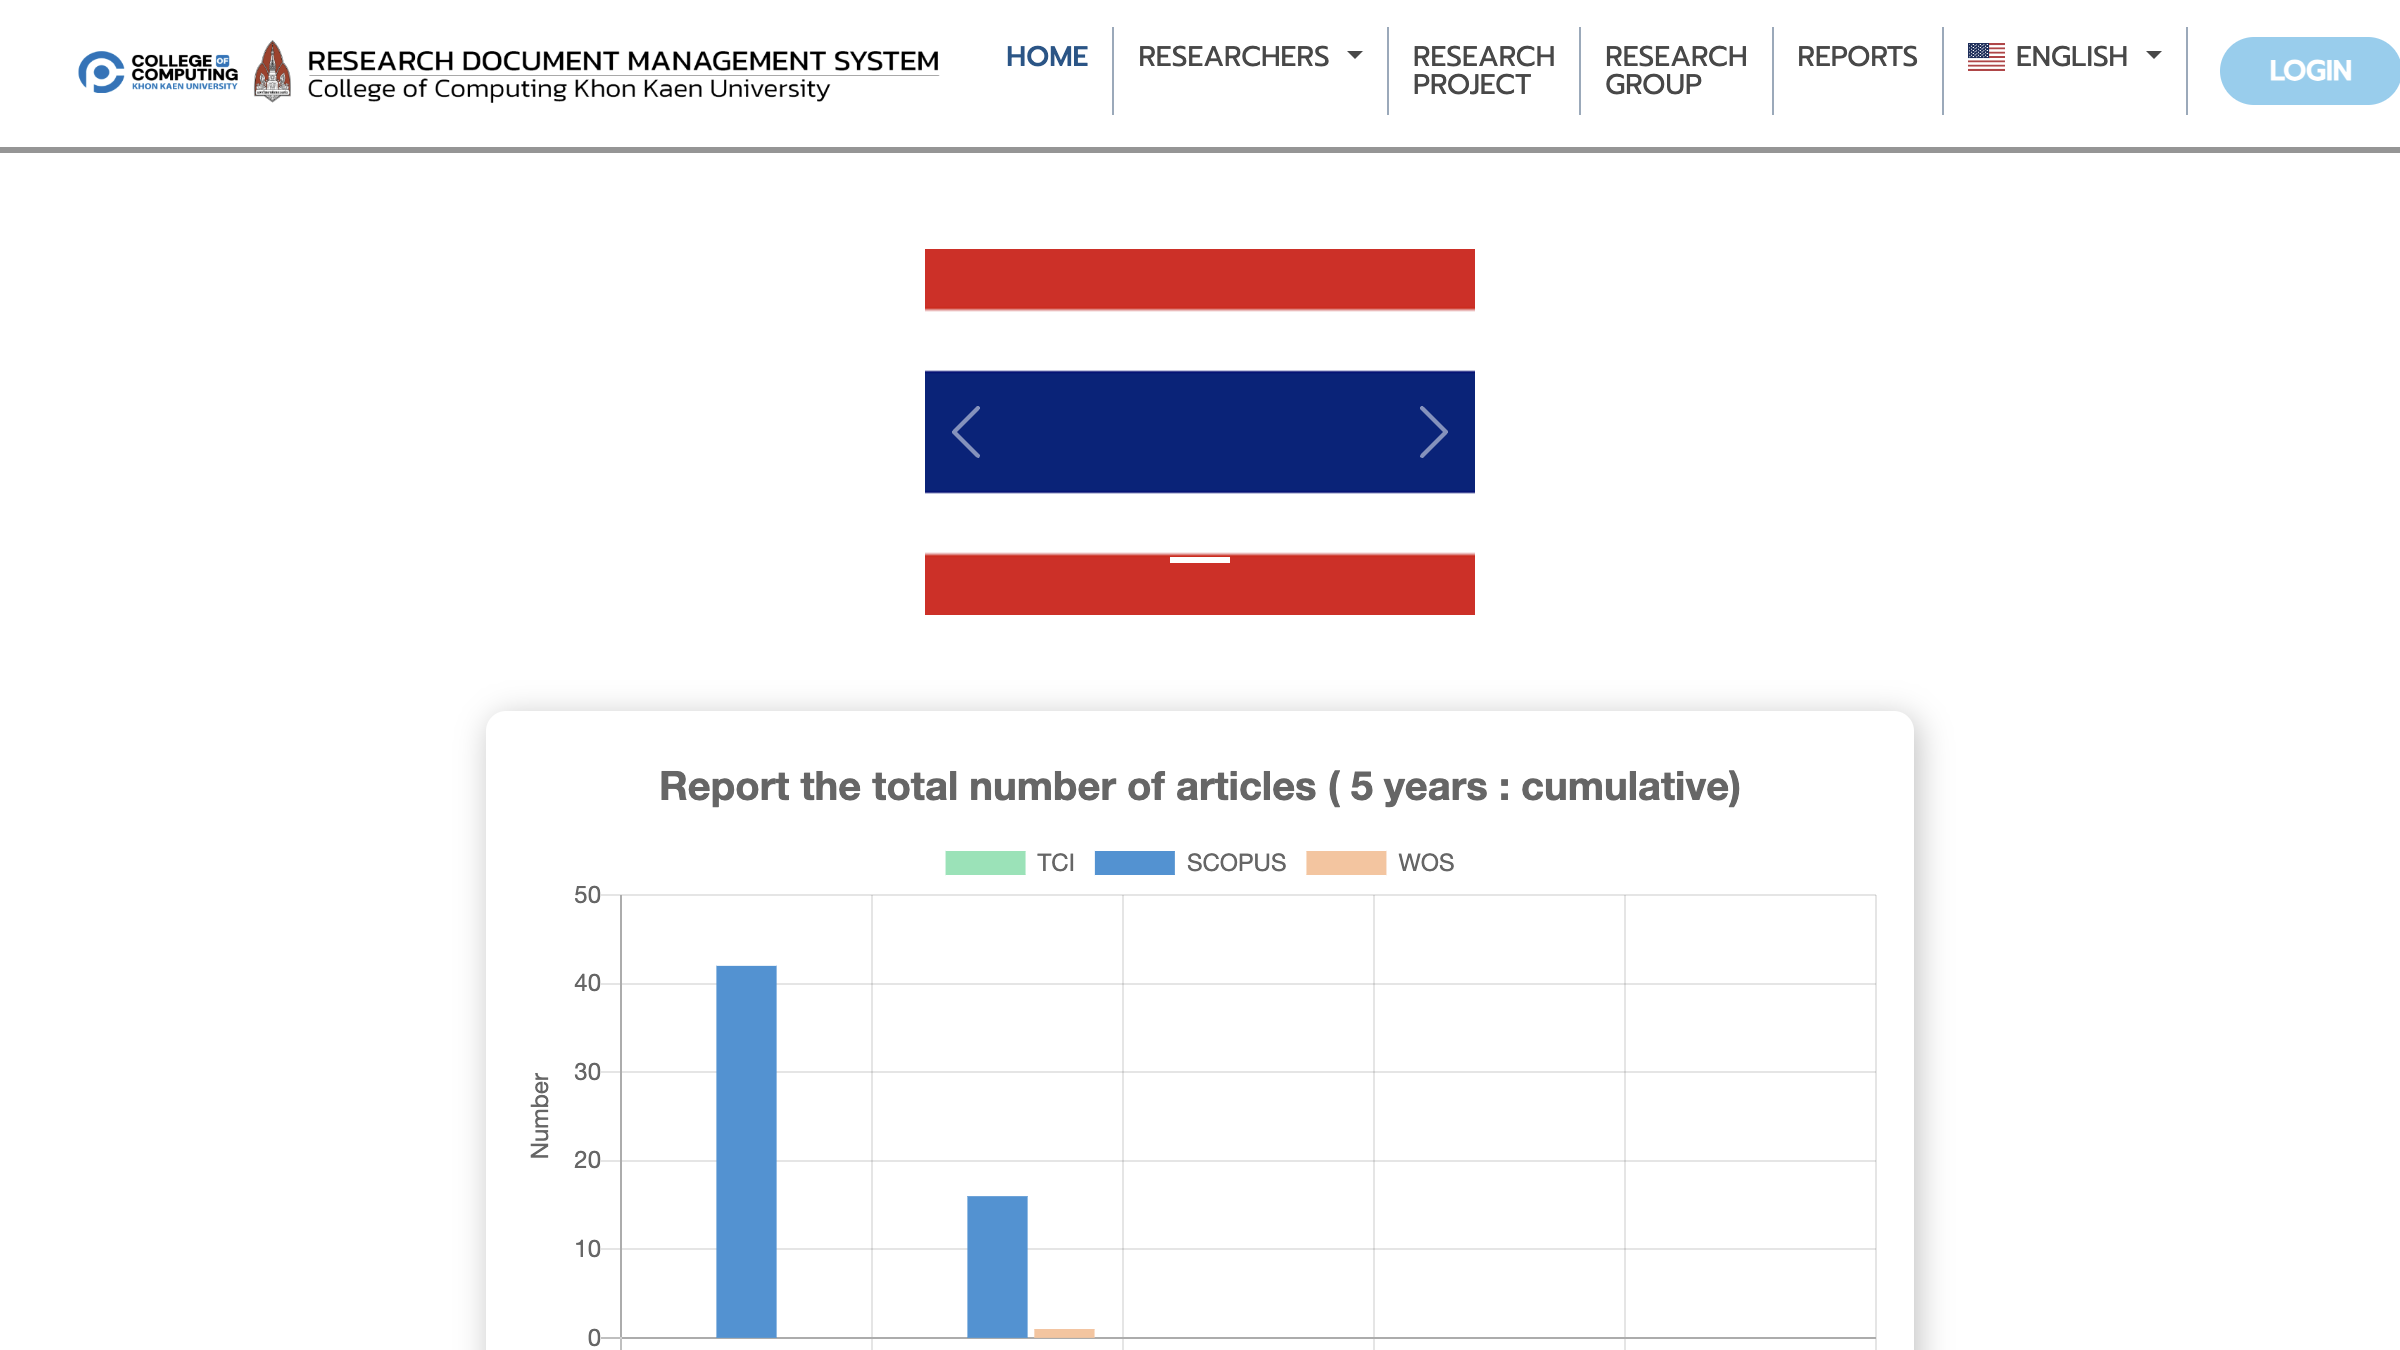 COLLEGE OF
COMPUTING
KHON KAEN UNIVERSITY
RESEARCH DOCUMENT MANAGEMENT SYSTEM
College of Computing Khon Kaen University
HOME
RESEARCHERS
RESEARCH
PROJECT
RESEARCH
GROUP
REPORTS
ENGLISH
LOGIN
Report the total number of articles ( 5 years : cumulative)
TCI
SCOPUS
WOS
50
40
30
20
10
0
Number